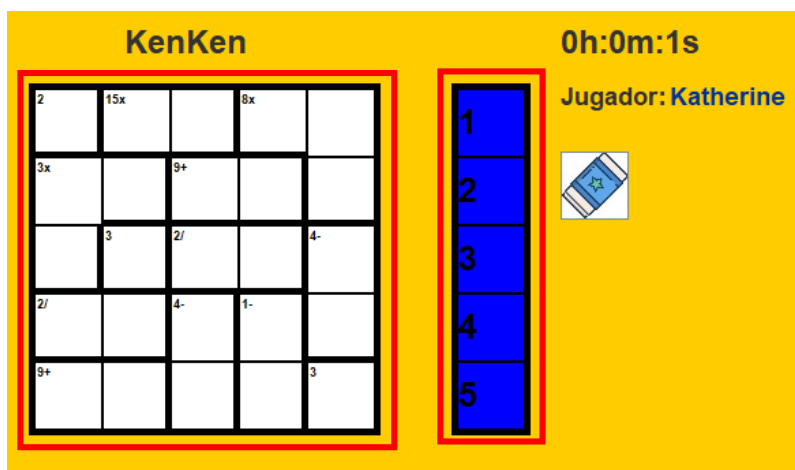 KenKen
0h:0m:1s
Jugador: Katherine
2 15x 8x
3x 9+
3 2/ 4-
2/ 4- 1-
9+ 3
1
2
3
4
5